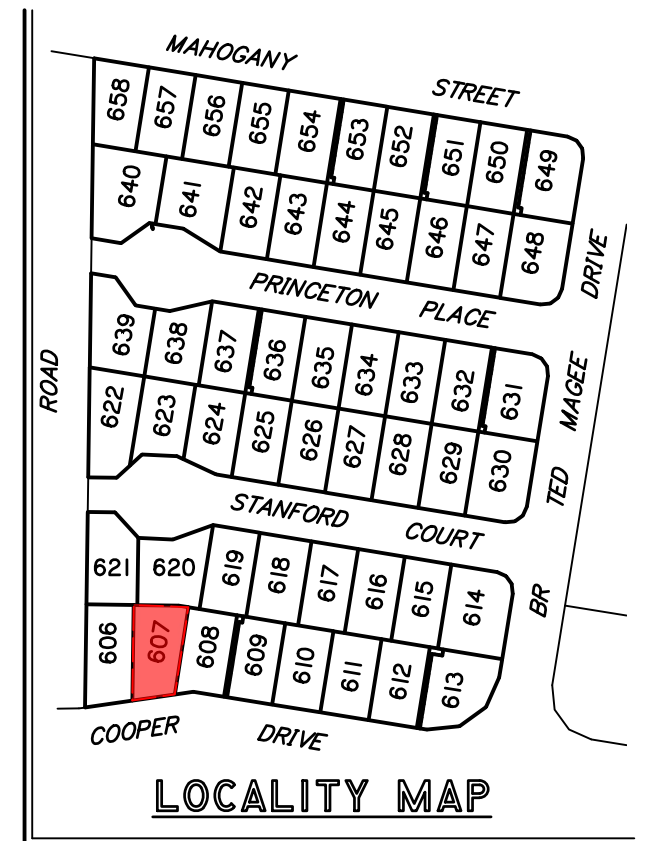 MAHOGANY STREET
658 657 656 655 654 653 652 651 650 649
640 641 642 643 644 645 646 647 648
DRIVE
PRINCETON PLACE
639 638 637 636 635 634 633 632 631
ROAD
MAGEE
622 623 624 625 626 627 628 629 630
TED
STANFORD COURT
621 620 619 618 617 616 615 614
BR
606 607 608 609 610 611 612 613
COOPER DRIVE
LOCALITY MAP